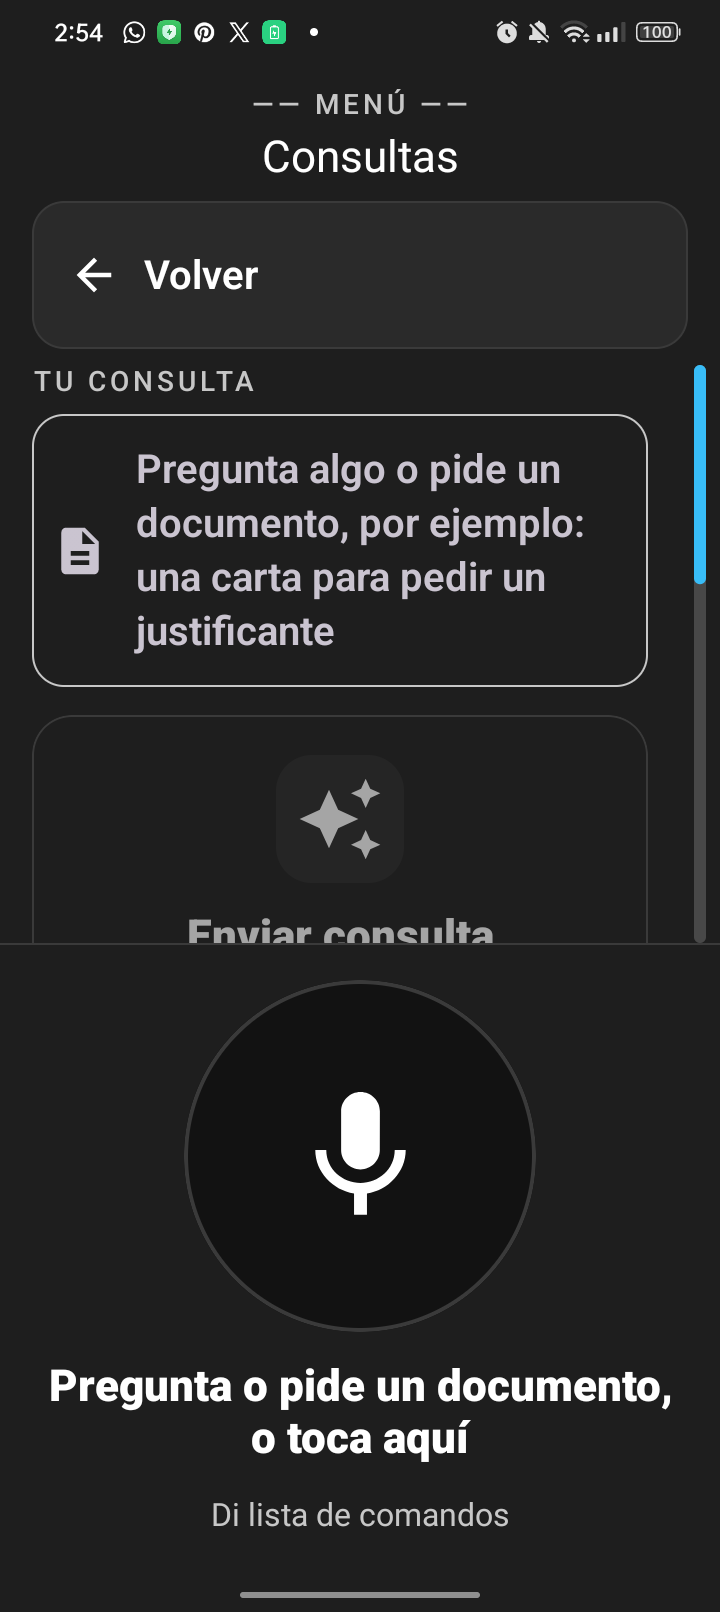 2:54
100
—— MENÚ ——
Consultas
Volver
TU CONSULTA
Pregunta algo o pide un
documento, por ejemplo:
una carta para pedir un
justificante
Enviar consulta
Pregunta o pide un documento,
o toca aquí
Di lista de comandos